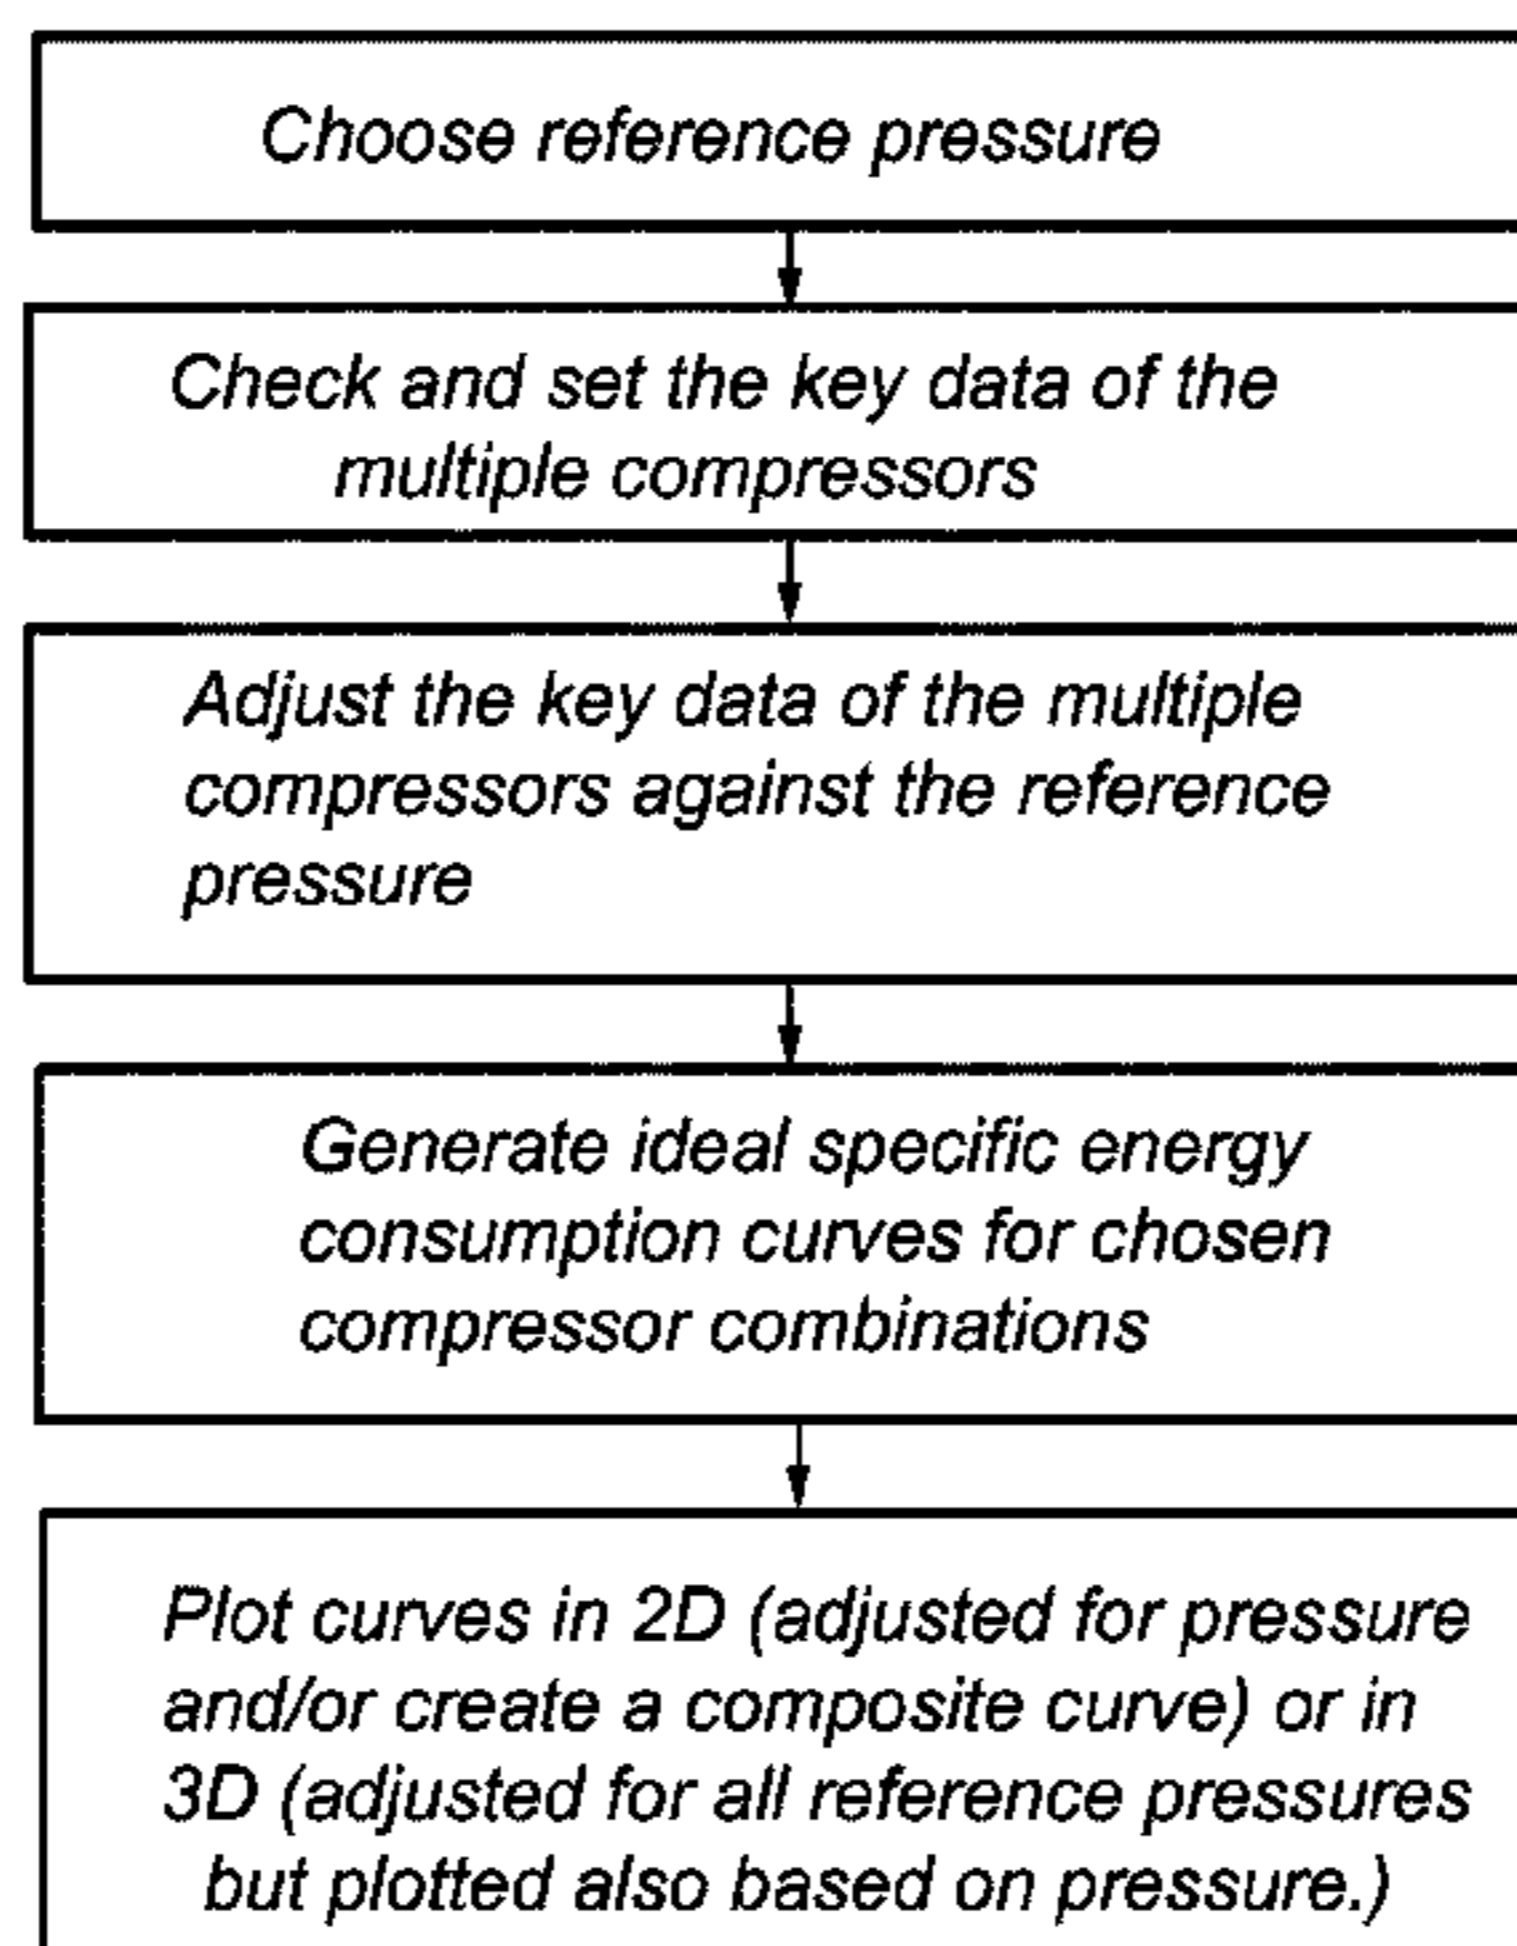 Choose reference pressure
Check and set the key data of the
multiple compressors
Adjust the key data of the multiple
compressors against the reference
pressure
Generate ideal specific energy
consumption curves for chosen
compressor combinations
Plot curves in 2D (adjusted for pressure
and/or create a composite curve) or in
3D (adjusted for all reference pressures
but plotted also based on pressure.)